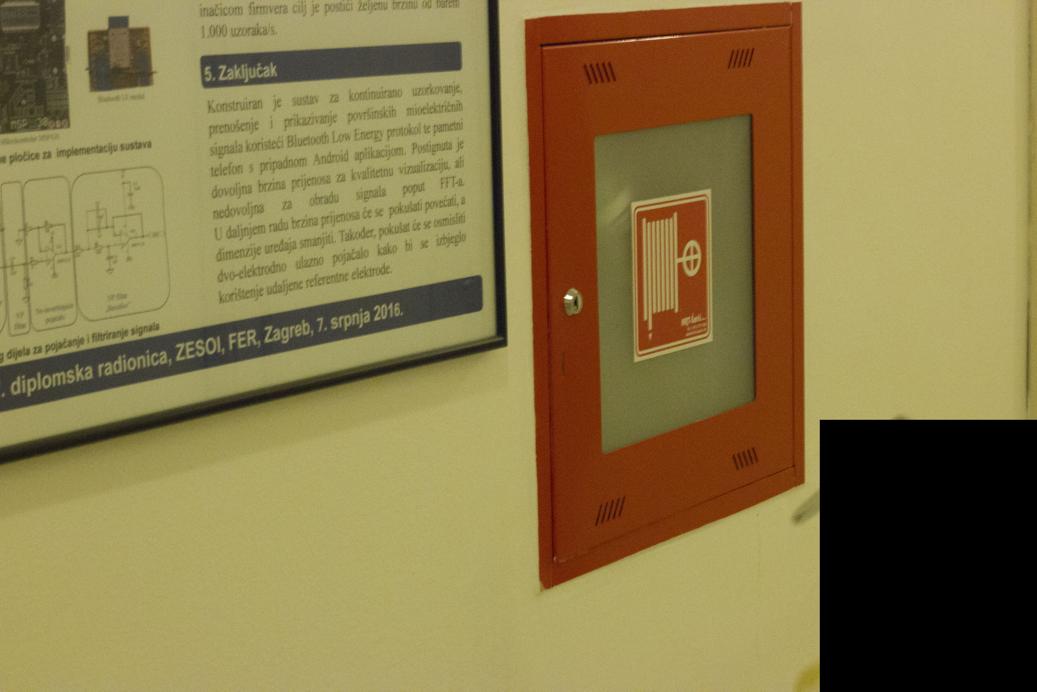 inačicom firmvera cilj je postići željenu brzinu od barem
1.000 uzoraka/s.
5. Zaključak
Konstruiran je sustav za kontinuirano uzorkovanje,
prenošenje i prikazivanje površinskih mioelektričnih
signala koristeći Bluetooth Low Energy protokol te pametni
telefon s pripadnom Android aplikacijom. Postignuta je
dovoljna brzina prijenosa za kvalitetnu vizualizaciju, ali
nedovoljna za obradu signala poput FFT-a.
U daljnjem radu brzina prijenosa će se pokušati povećati, a
dimenzije uređaja smanjiti. Također, pokušat će se osmisliti
dvo-elektrodno ulazno pojačalo kako bi se izbjeglo
korištenje udaljene referentne elektrode.
pločice za implementaciju sustava
dijela za pojačanje i filtriranje signala
. diplomska radionica, ZESOI, FER, Zagreb, 7. srpnja 2016.